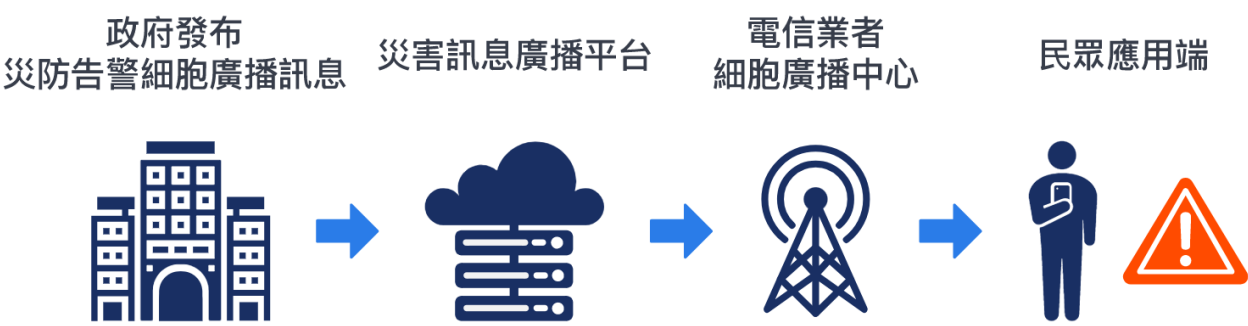 政府發布
災防告警細胞廣播訊息
災害訊息廣播平台
電信業者
細胞廣播中心
民眾應用端